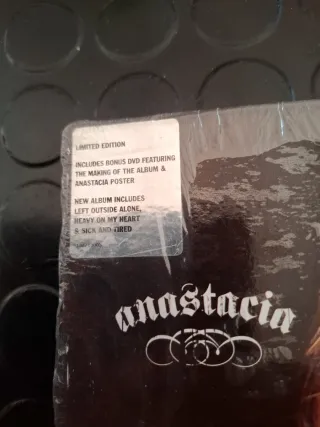 LIMITED EDITION
INCLUDES BONUS DVD FEATURING
THE MAKING OF THE ALBUM &
ANASTACIA POSTER
NEW ALBUM INCLUDES
LEFT OUTSIDE ALONE,
HEAVY ON MY HEART
& SICK AND TIRED
anastacia